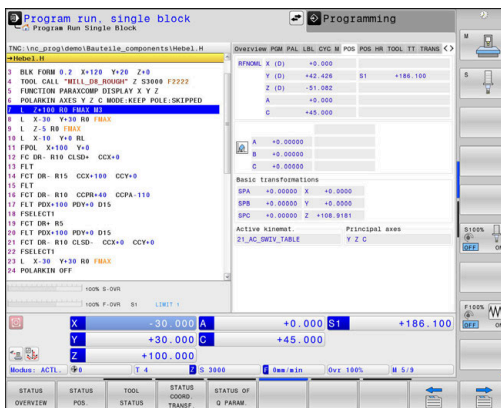 Program run, single block
Program Run Single Block
Programming
TNC:\nc_prog\demo\Bauteile_components\Hebel.H
→Hebel.H
3 BLK FORM 0.2 X+120 Y+20 Z+0
4 TOOL CALL "MILL_D8_ROUGH" Z S3000 F2222
5 FUNCTION PARAXCOMP DISPLAY X Y Z
6 POLARKIN AXES Y Z C MODE:KEEP POLE:SKIPPED
7 L Z+100 R0 FMAX M3
8 L X-30 Y+30 R0 FMAX
9 L Z-5 R0 FMAX
10 L X-10 Y+0 RL
11 FPOL X+100 Y+0
12 FC DR- R10 CLSD+ CCX+0
13 FLT
14 FCT DR- R15 CCX+100 CCY+0
15 FLT
16 FCT DR- R10 CCPR+40 CCPA-110
17 FLT PDX+100 PDY+0 D15
18 FSELECT1
19 FCT DR+ R5
20 FLT PDX+100 PDY+0 D15
21 FCT DR- R10 CLSD- CCX+0 CCY+0
22 FSELECT1
23 L X-30 Y+30 R0 FMAX
24 POLARKIN OFF
100% S-OVR
100% F-OVR S1 LIMIT 1
Overview PGM PAL LBL CYC M POS POS HR TOOL TT TRANS
RFNOML X (D) +0.000
Y (D) +42.426 S1 +186.100
Z (D) -51.082
A +0.000
C +45.000
A +0.00000
B +0.00000
C +0.00000
Basic transformations
SPA +0.00000 X +0.0000
SPB +0.00000 Y +0.0000
SPC +0.00000 Z +108.9181
Active kinemat. Principal axes
21_AC_SWIV_TABLE Y Z C
X -30.000 A +0.000 S1 +186.100
Y +30.000 C +45.000
Z +100.000
Modus: ACTL. 0 T 4 Z S 3000 F 0mm/min Ovr 100% M 5/9
STATUS OVERVIEW
STATUS POS.
TOOL STATUS
STATUS COORD. TRANSF.
STATUS OF Q PARAM.
M
S
S100%
OFF
F100%
OFF